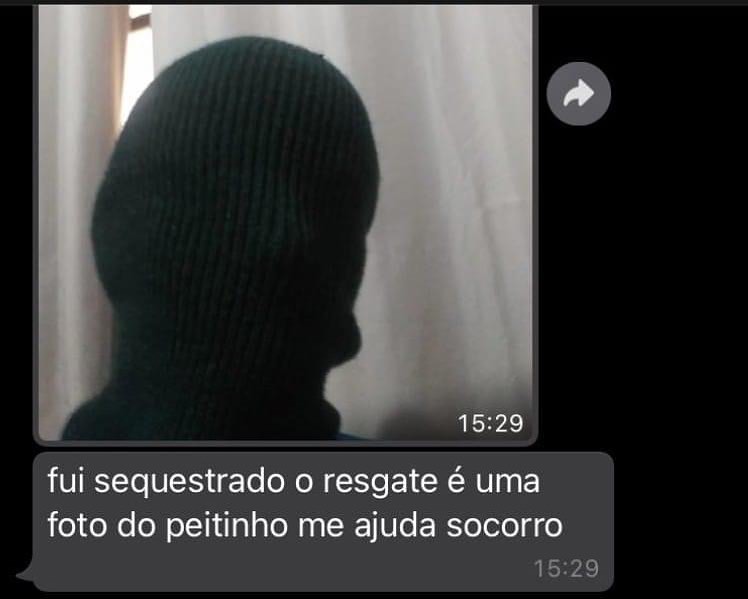 15:29
fui sequestrado o resgate é uma
foto do peitinho me ajuda socorro
15:29